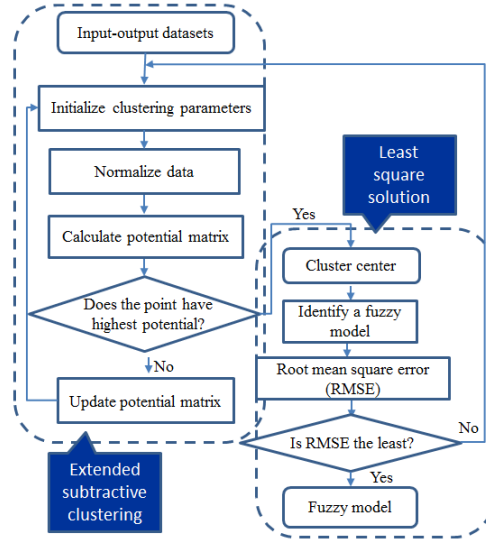 Input-output datasets
Initialize clustering parameters
Normalize data
Calculate potential matrix
Does the point have
highest potential?
No
Update potential matrix
Extended
subtractive
clustering
Yes
Least
square
solution
Cluster center
Identify a fuzzy
model
Root mean square error
(RMSE)
Is RMSE the least?
No
Yes
Fuzzy model